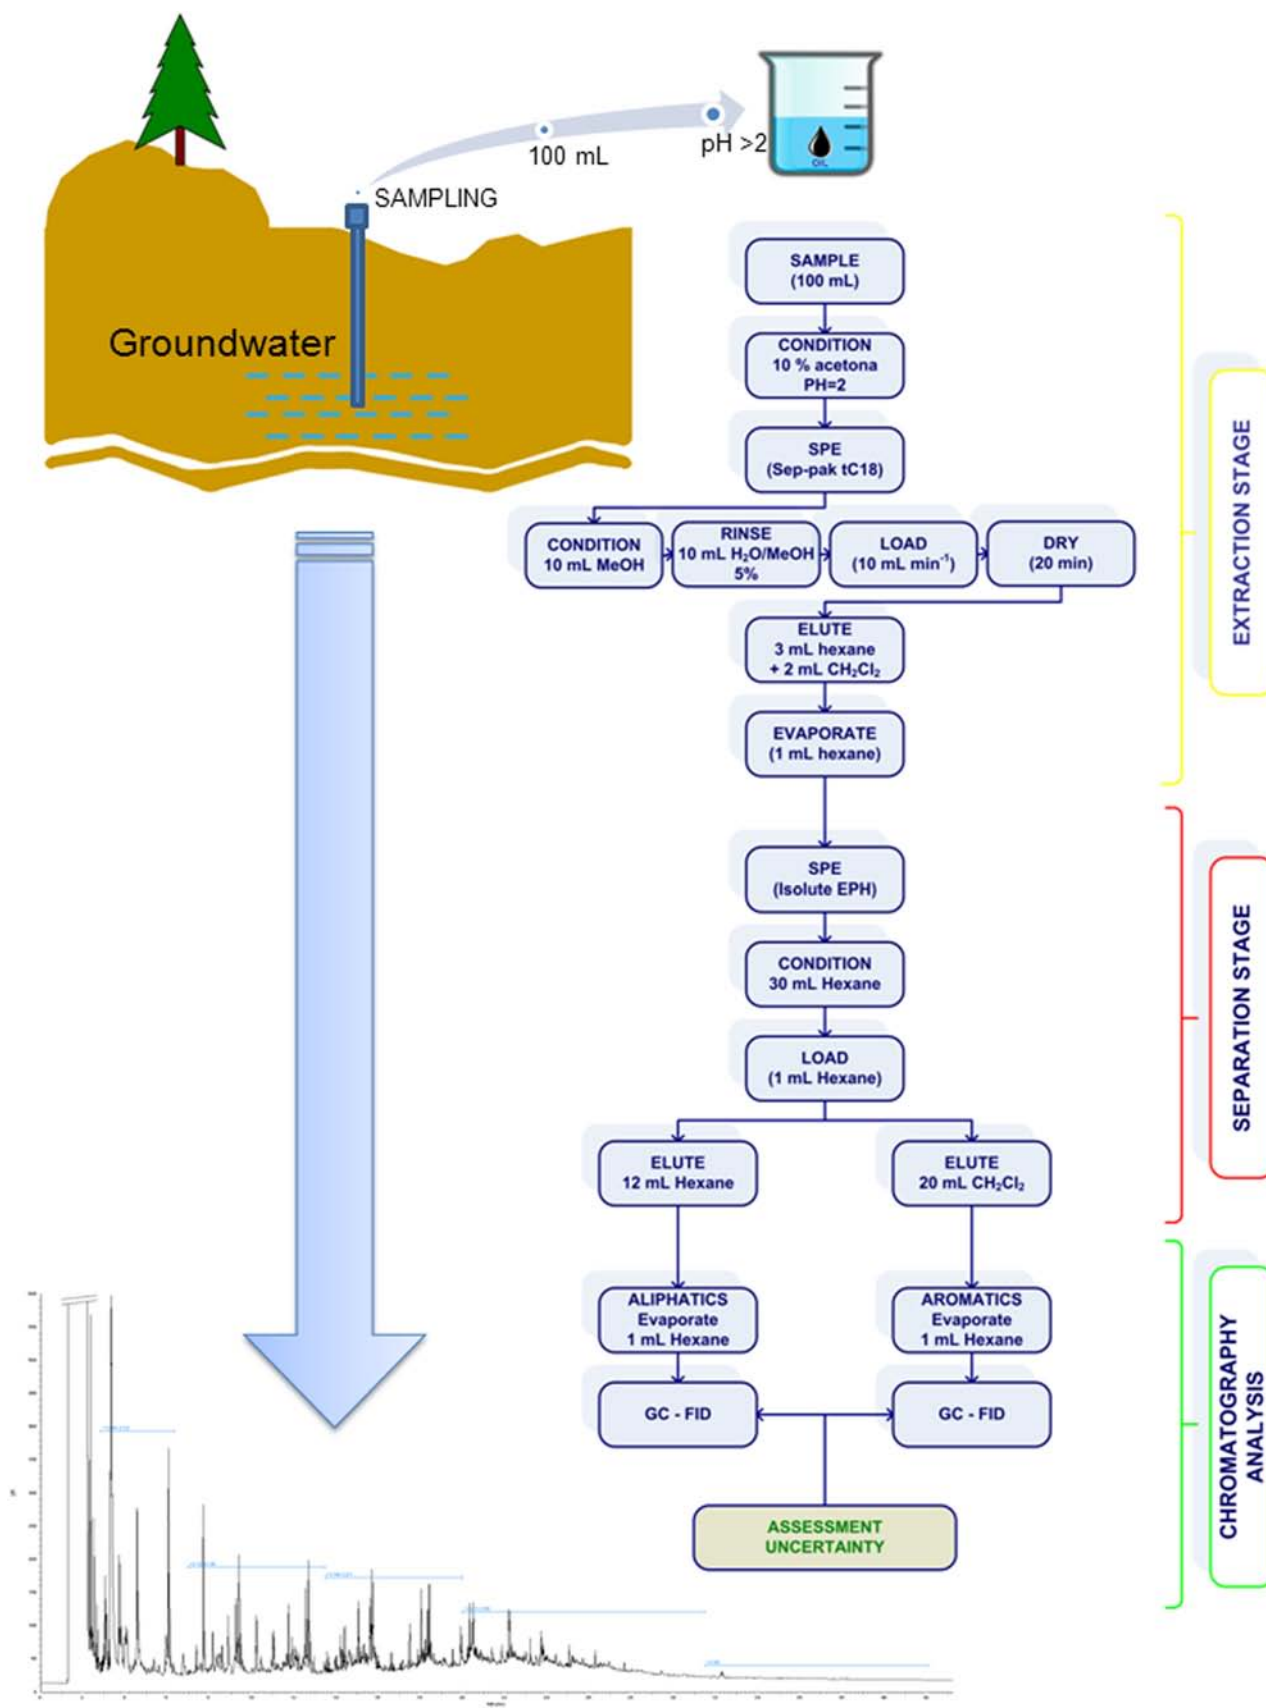 100 mL
pH >2
OIL
SAMPLING
Groundwater
SAMPLE
(100 mL)
CONDITION
10 % acetona
PH=2
SPE
(Sep-pak tC18)
CONDITION
10 mL MeOH
RINSE
10 mL H₂O/MeOH
5%
LOAD
(10 mL min⁻¹)
DRY
(20 min)
ELUTE
3 mL hexane
+ 2 mL CH₂Cl₂
EVAPORATE
(1 mL hexane)
EXTRACTION STAGE
SPE
(Isolute EPH)
CONDITION
30 mL Hexane
LOAD
(1 mL Hexane)
ELUTE
12 mL Hexane
ELUTE
20 mL CH₂Cl₂
SEPARATION STAGE
ALIPHATICS
Evaporate
1 mL Hexane
AROMATICS
Evaporate
1 mL Hexane
GC - FID
GC - FID
ASSESSMENT
UNCERTAINTY
CHROMATOGRAPHY
ANALYSIS